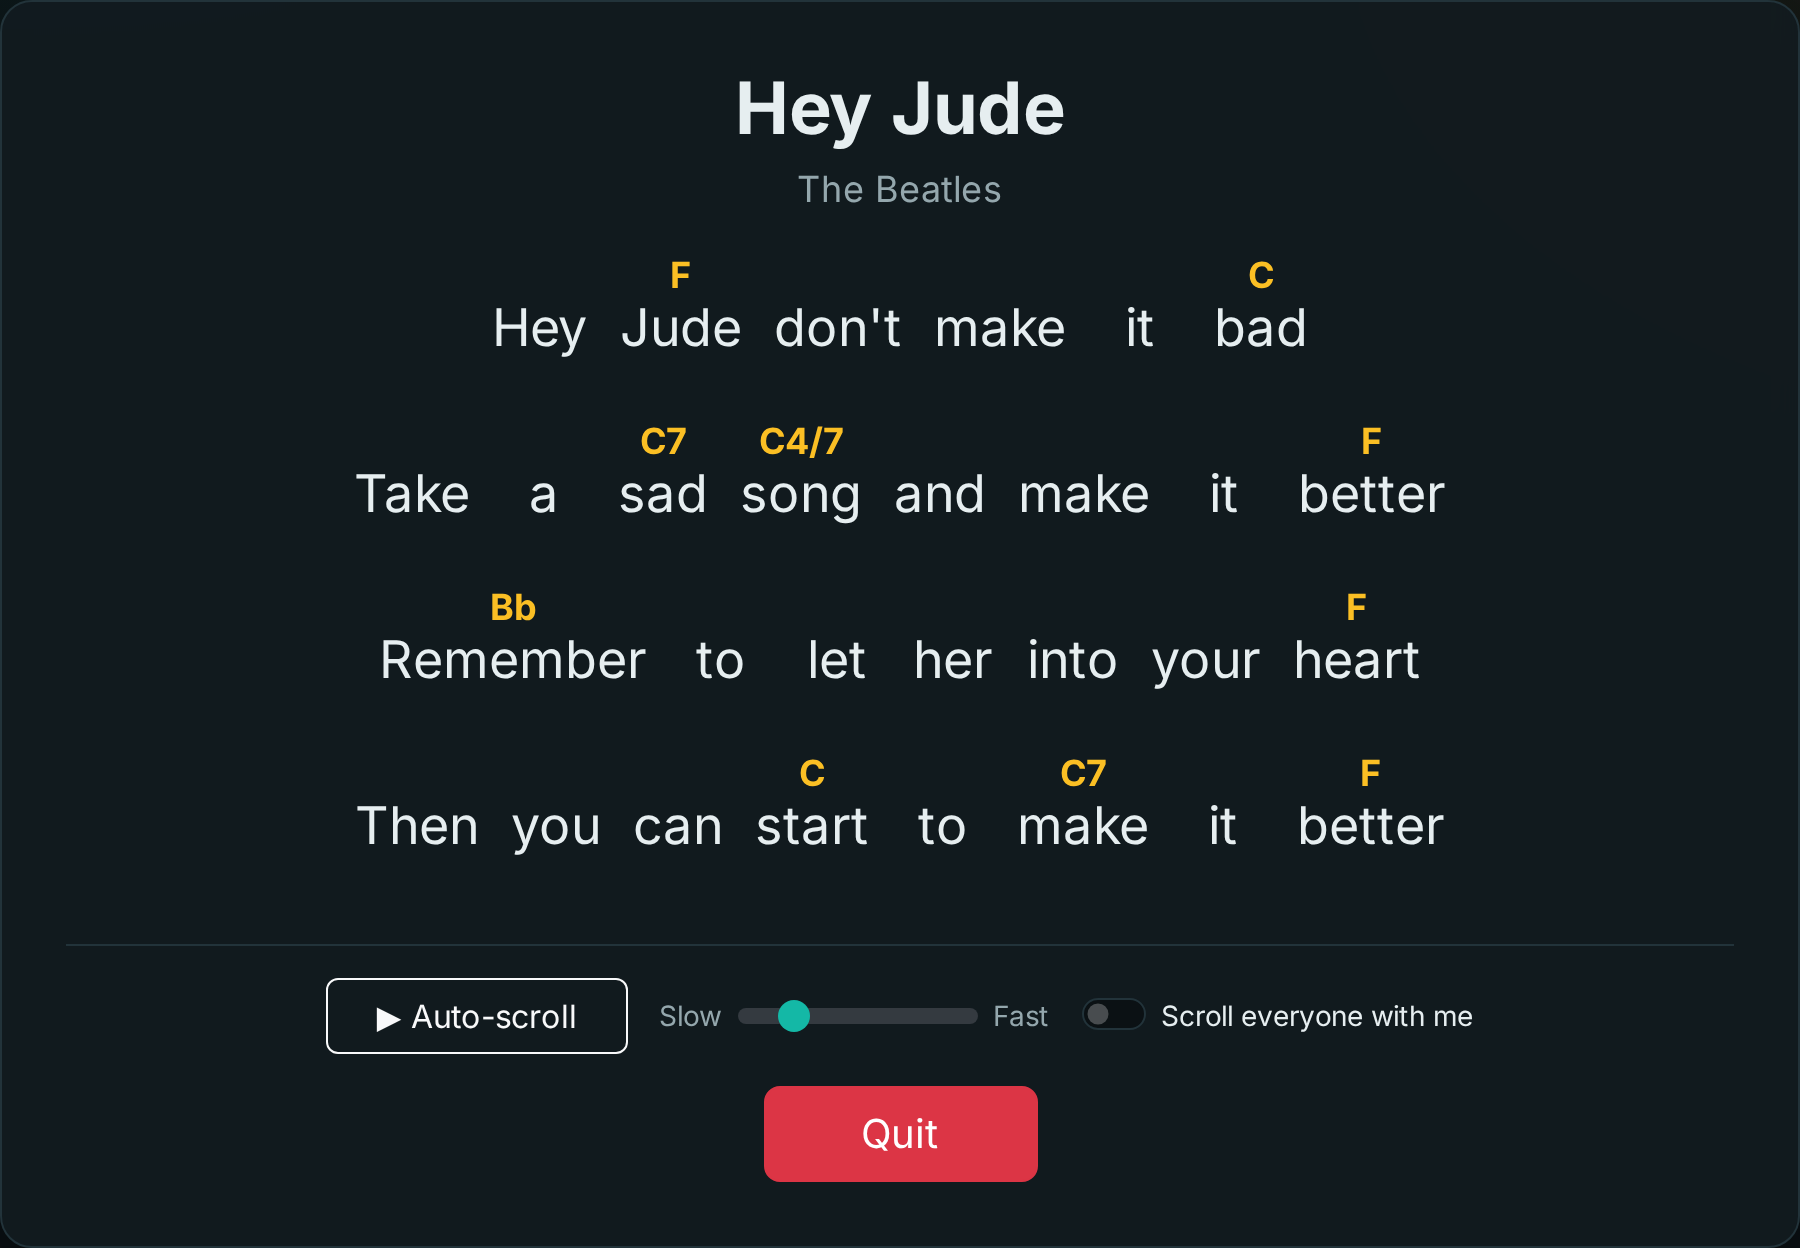 Hey Jude
The Beatles
F C
Hey Jude don't make it bad
C7 C4/7 F
Take a sad song and make it better
Bb F
Remember to let her into your heart
C C7 F
Then you can start to make it better
▶ Auto-scroll Slow Fast Scroll everyone with me
Quit